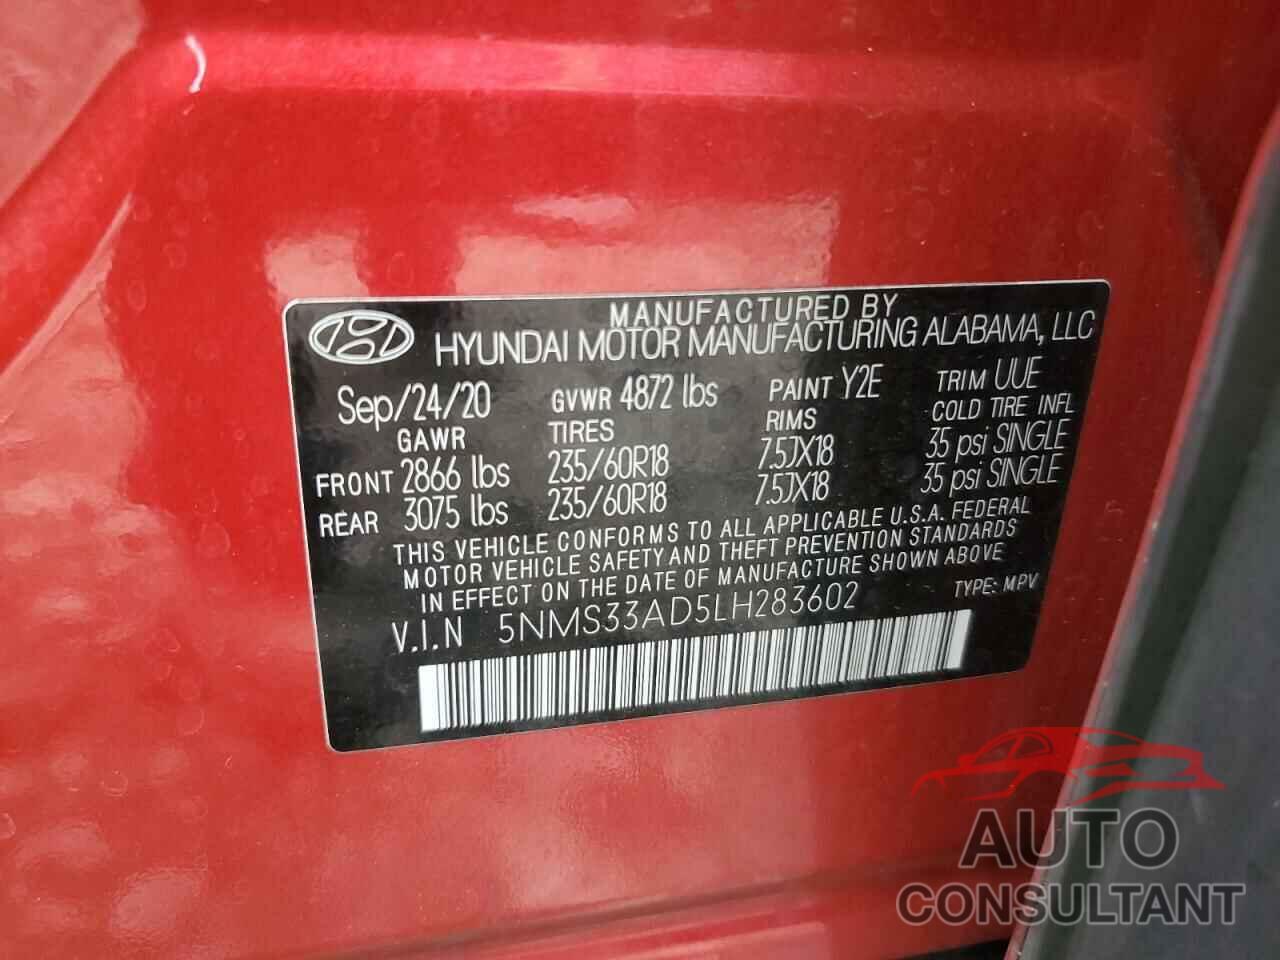 MANUFACTURED BY
HYUNDAI MOTOR MANUFACTURING ALABAMA, LLC
Sep/24/20 GVWR 4872 lbs PAINT Y2E TRIM UUE
GAWR TIRES RIMS COLD TIRE INFL
FRONT 2866 lbs 235/60R18 7.5JX18 35 psi SINGLE
REAR 3075 lbs 235/60R18 7.5JX18 35 psi SINGLE
THIS VEHICLE CONFORMS TO ALL APPLICABLE U.S.A. FEDERAL
MOTOR VEHICLE SAFETY AND THEFT PREVENTION STANDARDS
IN EFFECT ON THE DATE OF MANUFACTURE SHOWN ABOVE
V.I.N 5NMS33AD5LH283602 TYPE: MPV
AUTO
CONSULTANT